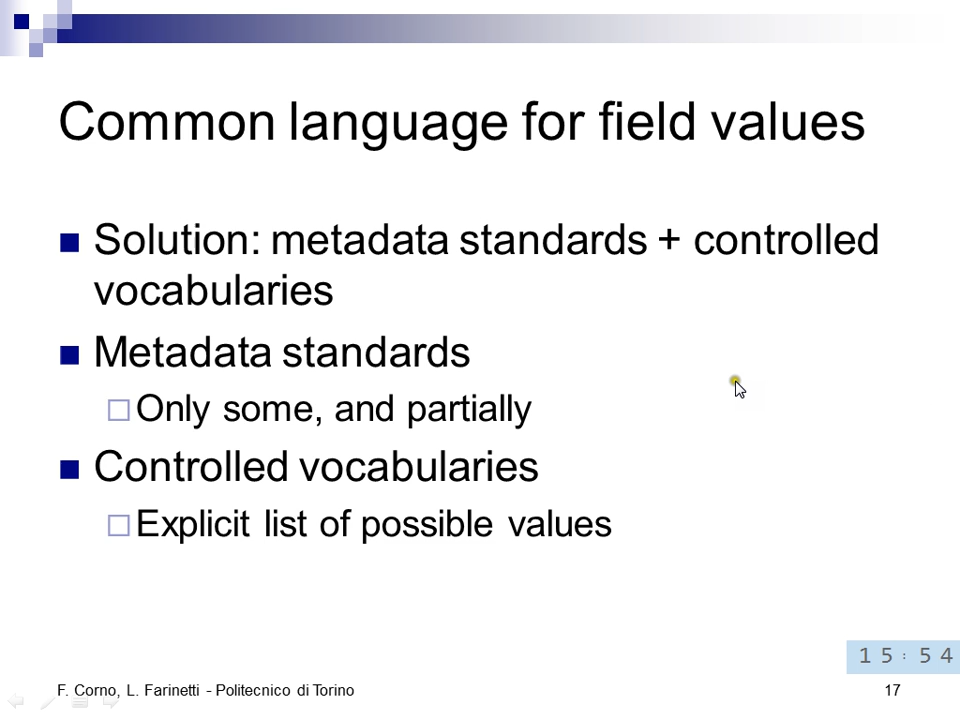 Common language for field values
Solution: metadata standards + controlled
vocabularies
Metadata standards
Only some, and partially
Controlled vocabularies
Explicit list of possible values
15:54
F. Corno, L. Farinetti - Politecnico di Torino
17